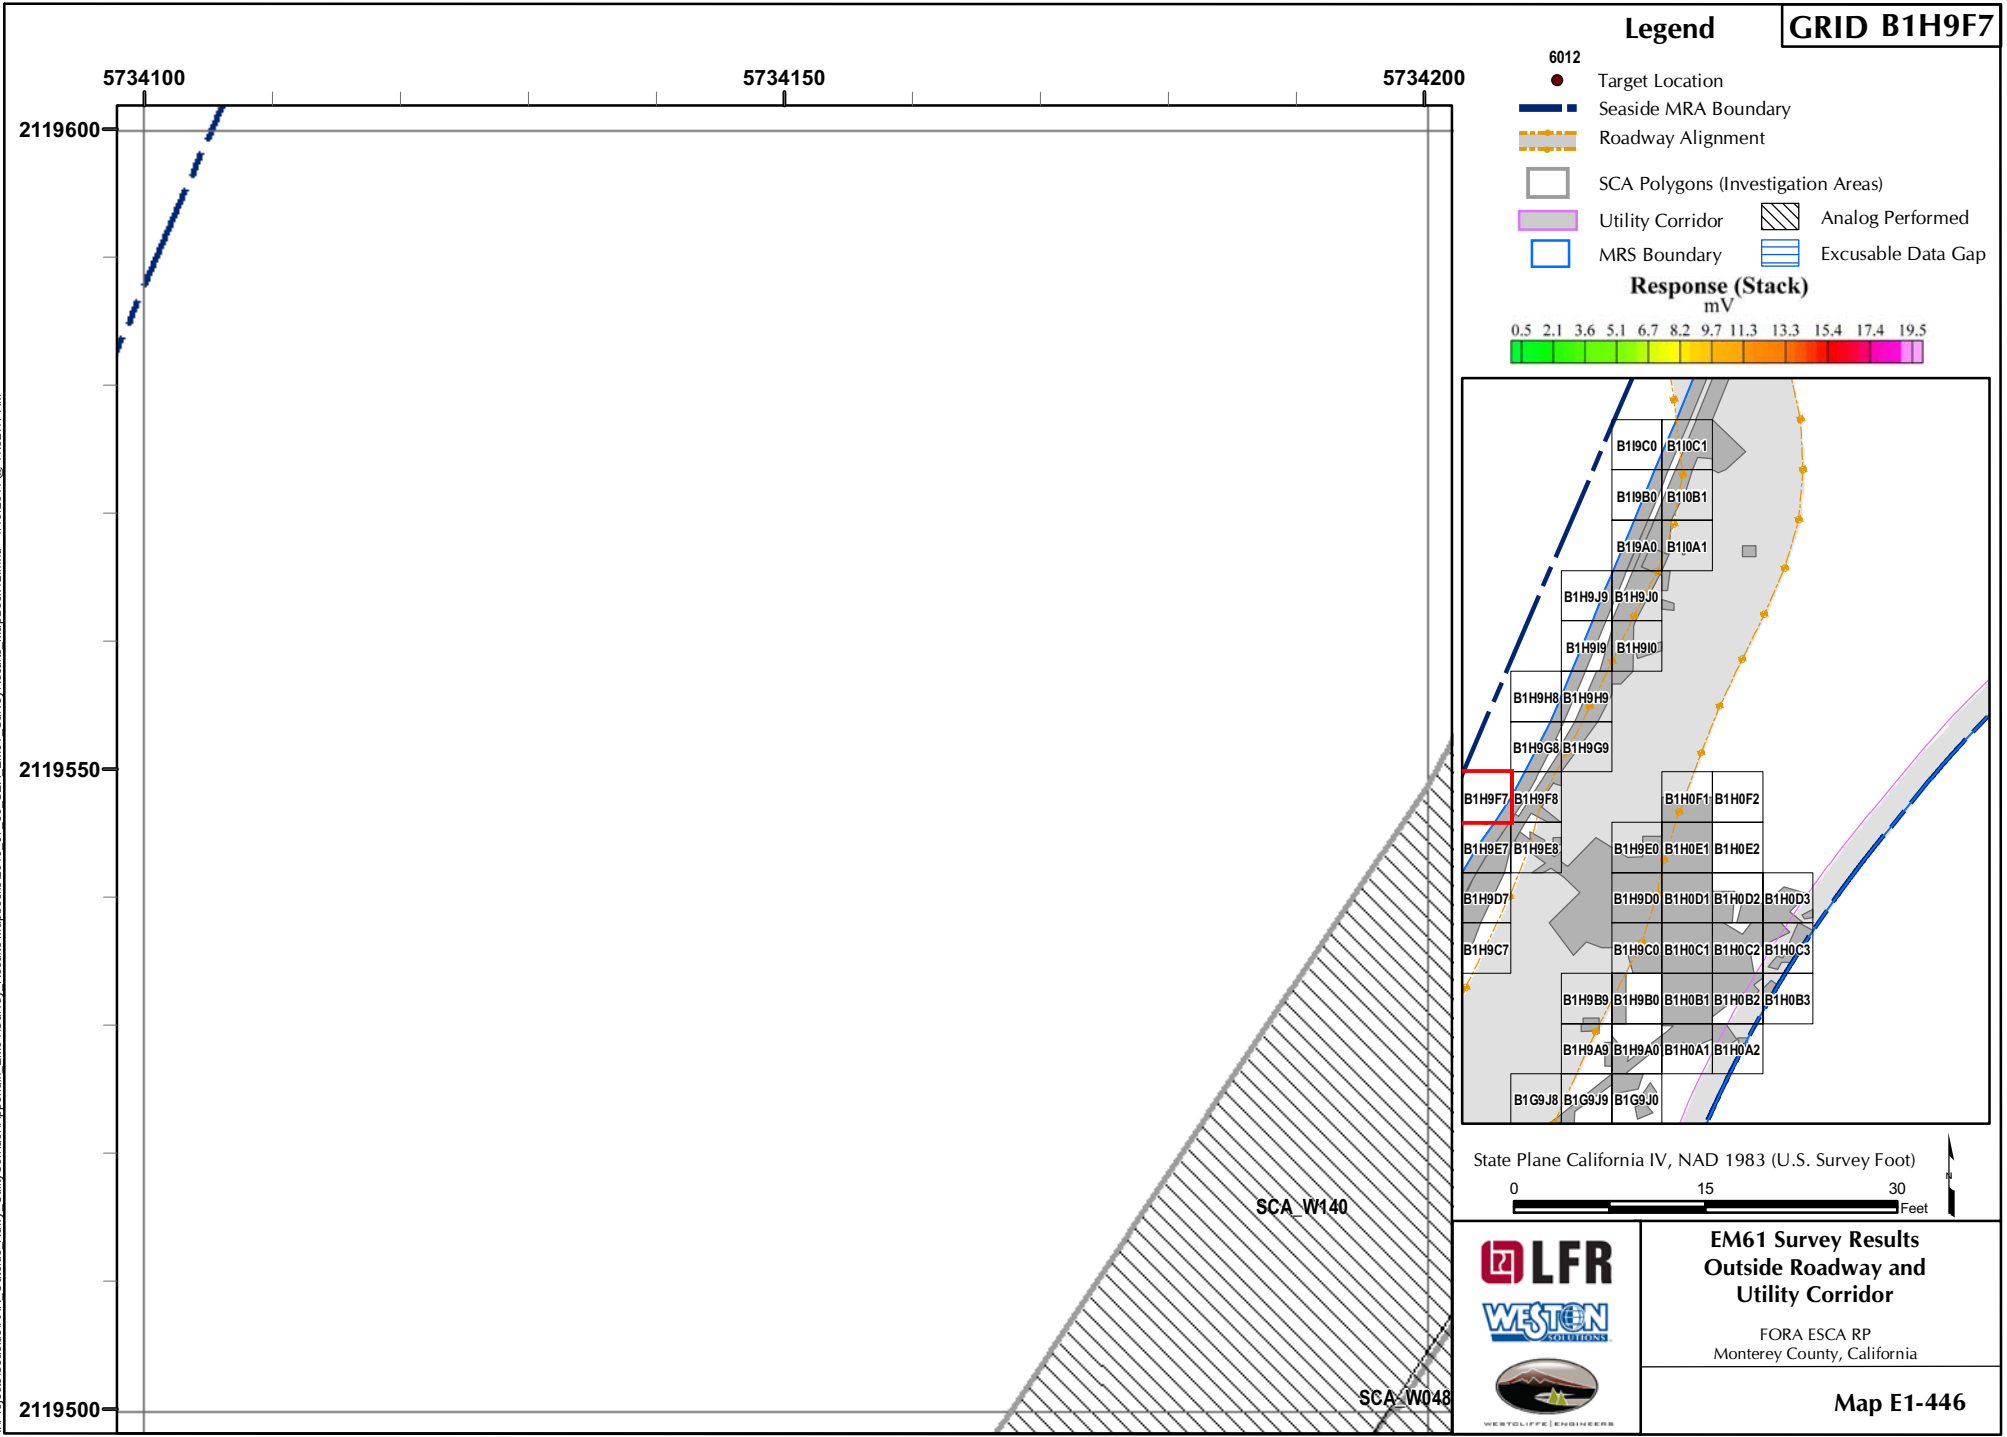 GRID B1H9F7
Legend
6012
Target Location
Seaside MRA Boundary
Roadway Alignment
SCA Polygons (Investigation Areas)
Utility Corridor
Analog Performed
MRS Boundary
Excusable Data Gap
Response (Stack)
mV
0.5 2.1 3.6 5.1 6.7 8.2 9.7 11.3 13.3 15.4 17.4 19.5
5734100 5734150 5734200
2119600
2119550
2119500
SCA_W140
SCA_W048
B1I9C0 B1I0C1
B1I9B0 B1I0B1
B1I9A0 B1I0A1
B1H9J9 B1H9J0
B1H9I9 B1H9I0
B1H9H8 B1H9H9
B1H9G8 B1H9G9
B1H9F7 B1H9F8 B1H0F1 B1H0F2
B1H9E7 B1H9E8 B1H9E0 B1H0E1 B1H0E2
B1H9D7 B1H9D0 B1H0D1 B1H0D2 B1H0D3
B1H9C7 B1H9C0 B1H0C1 B1H0C2 B1H0C3
B1H9B9 B1H9B0 B1H0B1 B1H0B2 B1H0B3
B1H9A9 B1H9A0 B1H0A1 B1H0A2
B1G9J8 B1G9J9 B1G9J0
State Plane California IV, NAD 1983 (U.S. Survey Foot)
0 15 30
Feet
N
LFR
WESTON
SOLUTIONS
WESTCLIFFE ENGINEERS
EM61 Survey Results
Outside Roadway and
Utility Corridor
FORA ESCA RP
Monterey County, California
Map E1-446